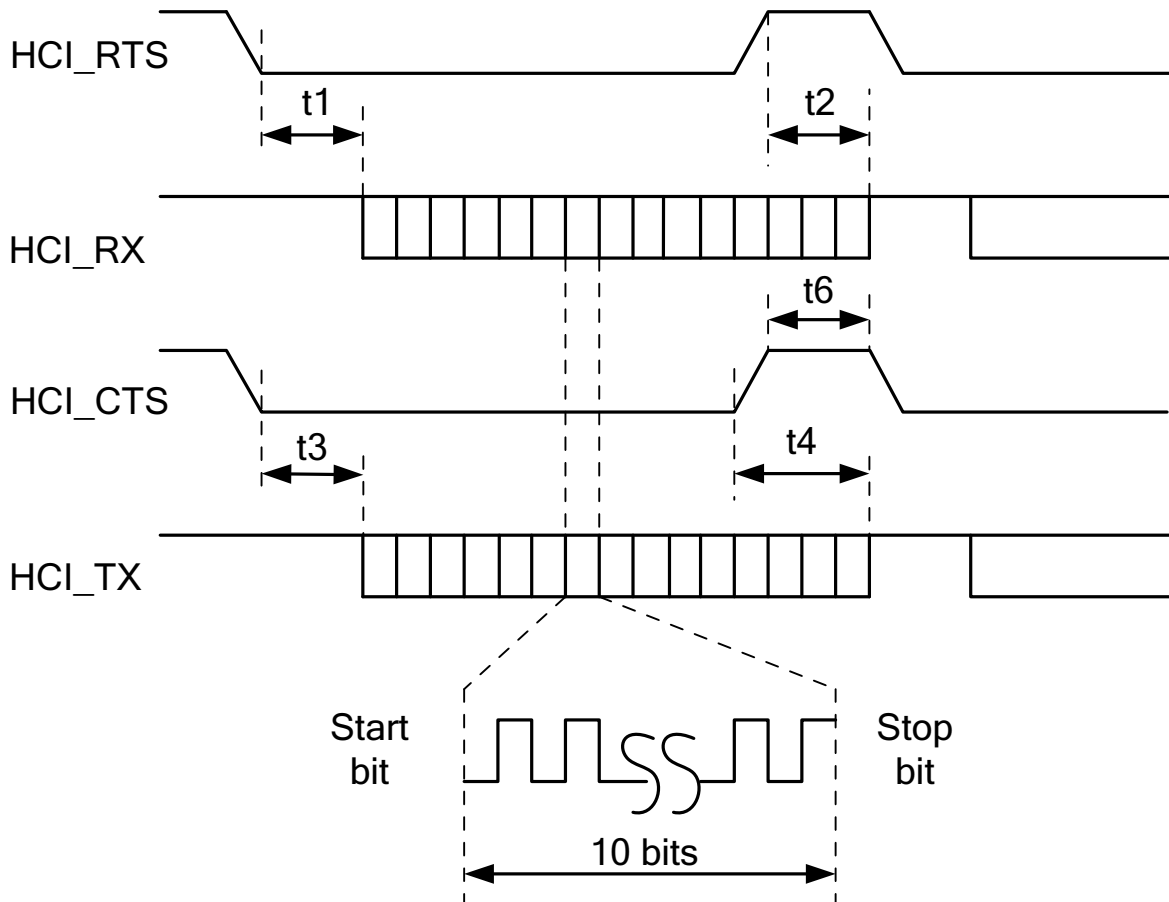 HCI_RTS
t1
t2
HCI_RX
t6
HCI_CTS
t3
t4
HCI_TX
Start
bit
Stop
bit
10 bits